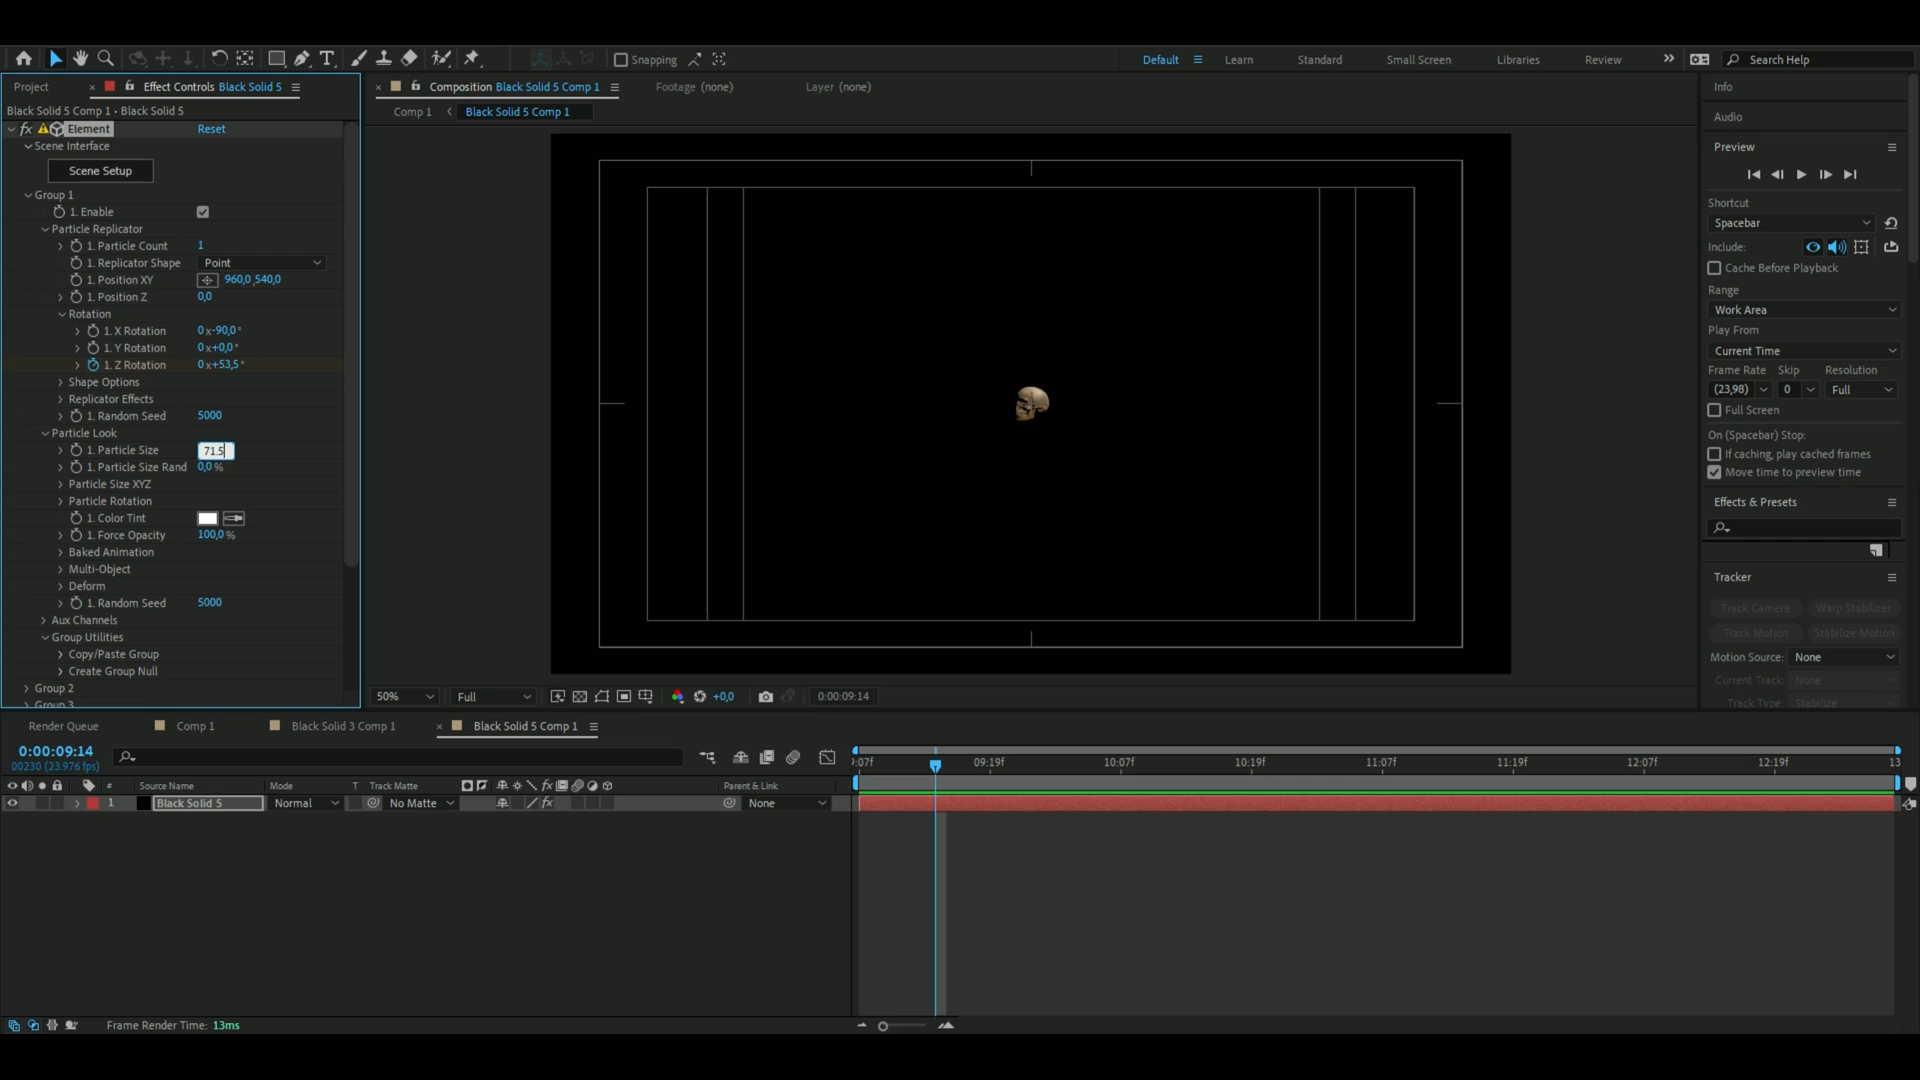 Snapping
Default
Learn
Standard
Small Screen
Libraries
Review
Search Help
Project
Effect Controls Black Solid 5
Black Solid 5 Comp 1 • Black Solid 5
fx Element Reset
Scene Interface
Scene Setup
Group 1
1. Enable
Particle Replicator
1. Particle Count 1
1. Replicator Shape Point
1. Position XY 960,0 ,540,0
1. Position Z 0,0
Rotation
1. X Rotation 0 x-90,0°
1. Y Rotation 0 x+0,0°
1. Z Rotation 0 x+53,5°
Shape Options
Replicator Effects
1. Random Seed 5000
Particle Look
1. Particle Size 71.5
1. Particle Size Rand 0,0 %
Particle Size XYZ
Particle Rotation
1. Color Tint
1. Force Opacity 100,0 %
Baked Animation
Multi-Object
Deform
1. Random Seed 5000
Aux Channels
Group Utilities
Copy/Paste Group
Create Group Null
Group 2
Group 3
Composition Black Solid 5 Comp 1
Footage (none)
Layer (none)
Comp 1
Black Solid 5 Comp 1
50%
Full
+0,0
0:00:09:14
Info
Audio
Preview
Shortcut
Spacebar
Include:
Cache Before Playback
Range
Work Area
Play From
Current Time
Frame Rate Skip Resolution
(23,98) 0 Full
Full Screen
On (Spacebar) Stop:
If caching, play cached frames
Move time to preview time
Effects & Presets
Tracker
Track Camera
Warp Stabilizer
Track Motion
Stabilize Motion
Motion Source: None
Current Track: None
Track Type: Stabilize
Render Queue
Comp 1
Black Solid 3 Comp 1
Black Solid 5 Comp 1
0:00:09:14
00230 (23.976 fps)
# Source Name Mode T Track Matte fx Parent & Link
1 Black Solid 5 Normal No Matte fx None
:07f 09:19f 10:07f 10:19f 11:07f 11:19f 12:07f 12:19f 13
Frame Render Time: 13ms